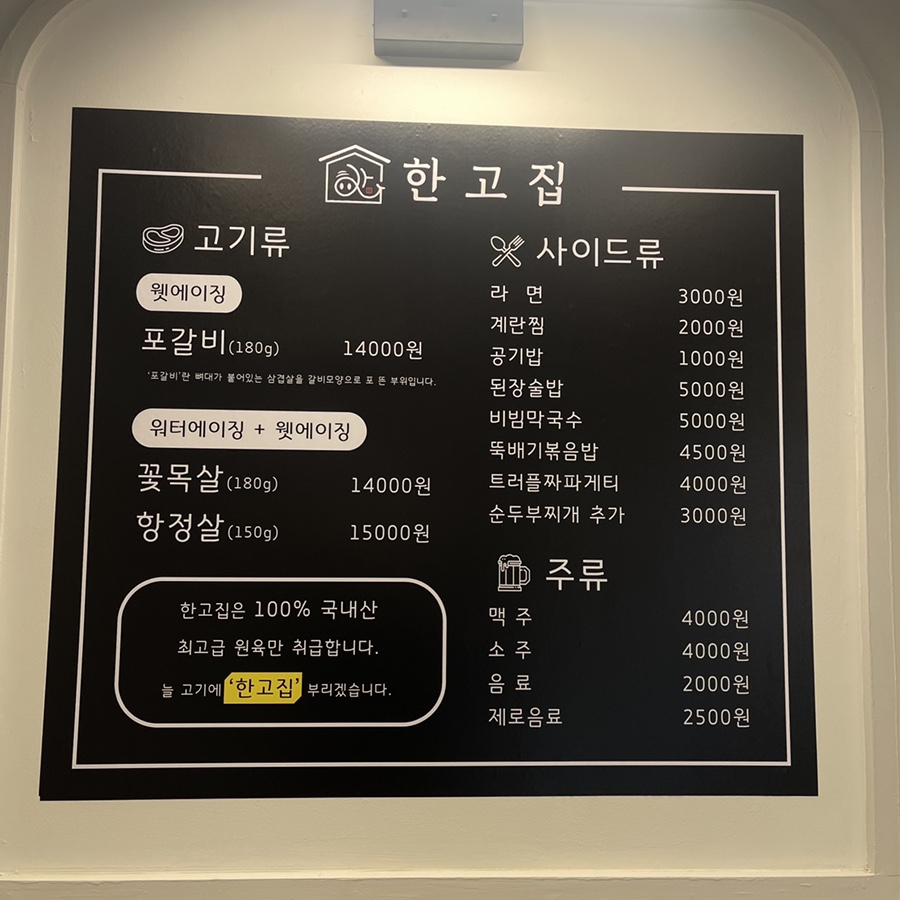 한고집
고기류
웻에이징
포갈비(180g) 14000원
'포갈비'란 뼈대가 붙어있는 삼겹살을 갈비모양으로 포 뜬 부위입니다.
워터에이징 + 웻에이징
꽃목살(180g) 14000원
항정살(150g) 15000원
한고집은 100% 국내산
최고급 원육만 취급합니다.
늘 고기에 '한고집' 부리겠습니다.
사이드류
라 면 3000원
계란찜 2000원
공기밥 1000원
된장술밥 5000원
비빔막국수 5000원
뚝배기볶음밥 4500원
트러플짜파게티 4000원
순두부찌개 추가 3000원
주류
맥 주 4000원
소 주 4000원
음 료 2000원
제로음료 2500원